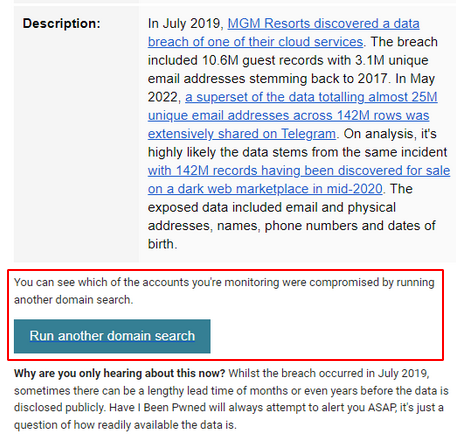 Description:
In July 2019, MGM Resorts discovered a data
breach of one of their cloud services. The breach
included 10.6M guest records with 3.1M unique
email addresses stemming back to 2017. In May
2022, a superset of the data totalling almost 25M
unique email addresses across 142M rows was
extensively shared on Telegram. On analysis, it's
highly likely the data stems from the same incident
with 142M records having been discovered for sale
on a dark web marketplace in mid-2020. The
exposed data included email and physical
addresses, names, phone numbers and dates of
birth.
You can see which of the accounts you're monitoring were compromised by running
another domain search.
Run another domain search
Why are you only hearing about this now? Whilst the breach occurred in July 2019,
sometimes there can be a lengthy lead time of months or even years before the data is
disclosed publicly. Have I Been Pwned will always attempt to alert you ASAP, it's just a
question of how readily available the data is.